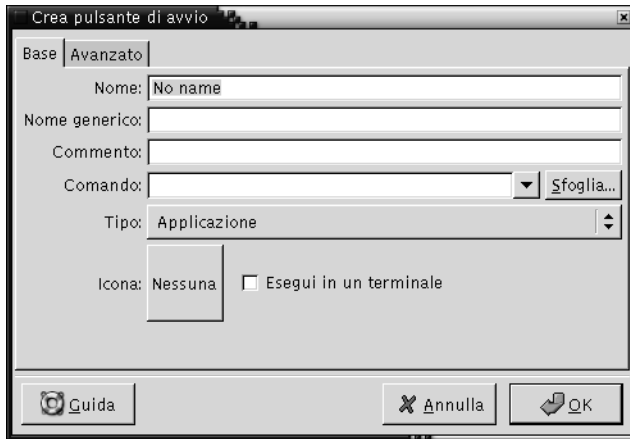 Crea pulsante di avvio
Base Avanzato
Nome: No name
Nome generico:
Commento:
Comando: Sfoglia...
Tipo: Applicazione
Icona: Nessuna Esegui in un terminale
Guida Annulla OK